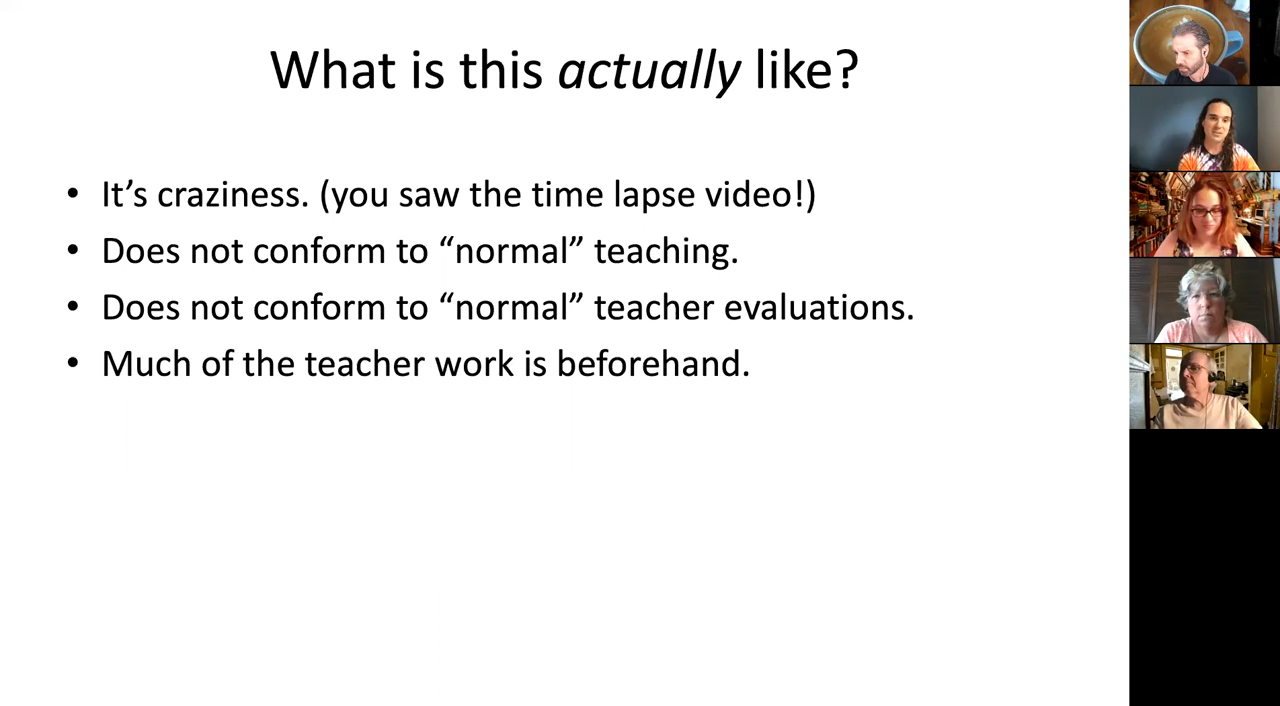 What is this actually like?
• It’s craziness. (you saw the time lapse video!)
• Does not conform to “normal” teaching.
• Does not conform to “normal” teacher evaluations.
• Much of the teacher work is beforehand.